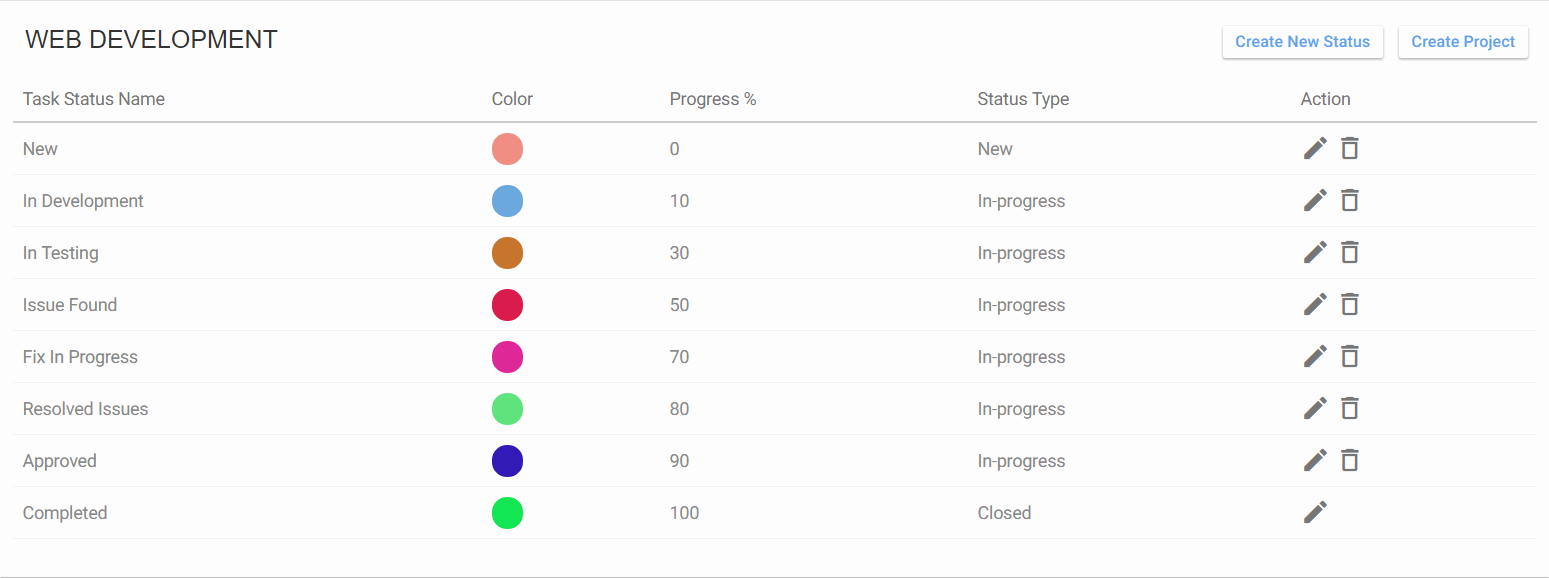 WEB DEVELOPMENT
Create New Status Create Project
Task Status Name Color Progress % Status Type Action
New 0 New
In Development 10 In-progress
In Testing 30 In-progress
Issue Found 50 In-progress
Fix In Progress 70 In-progress
Resolved Issues 80 In-progress
Approved 90 In-progress
Completed 100 Closed